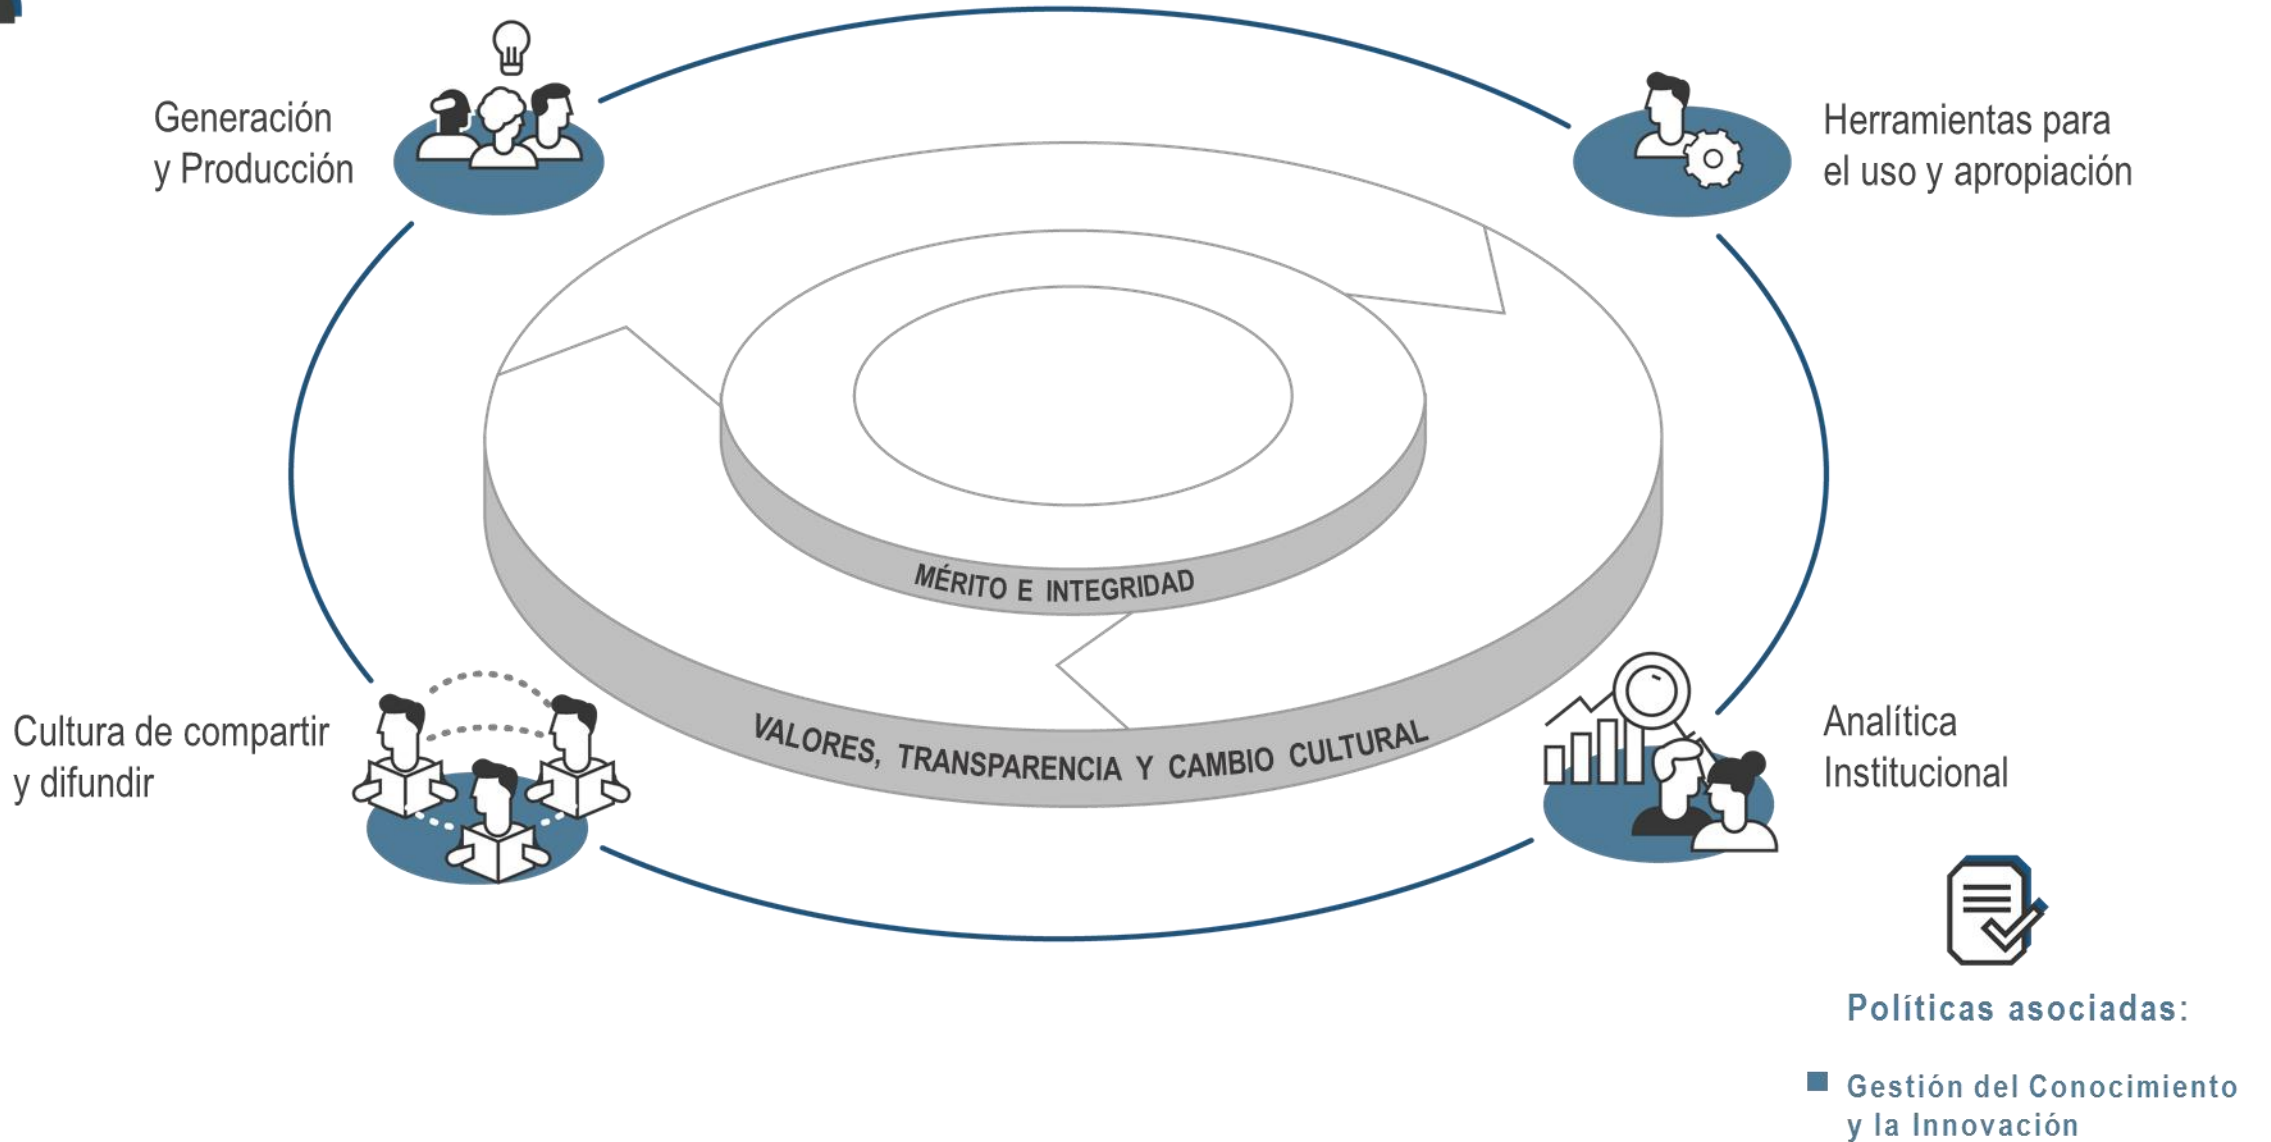 Generación
y Producción
Herramientas para
el uso y apropiación
MÉRITO E INTEGRIDAD
VALORES, TRANSPARENCIA Y CAMBIO CULTURAL
Cultura de compartir
y difundir
Analítica
Institucional
Políticas asociadas:
Gestión del Conocimiento
y la Innovación